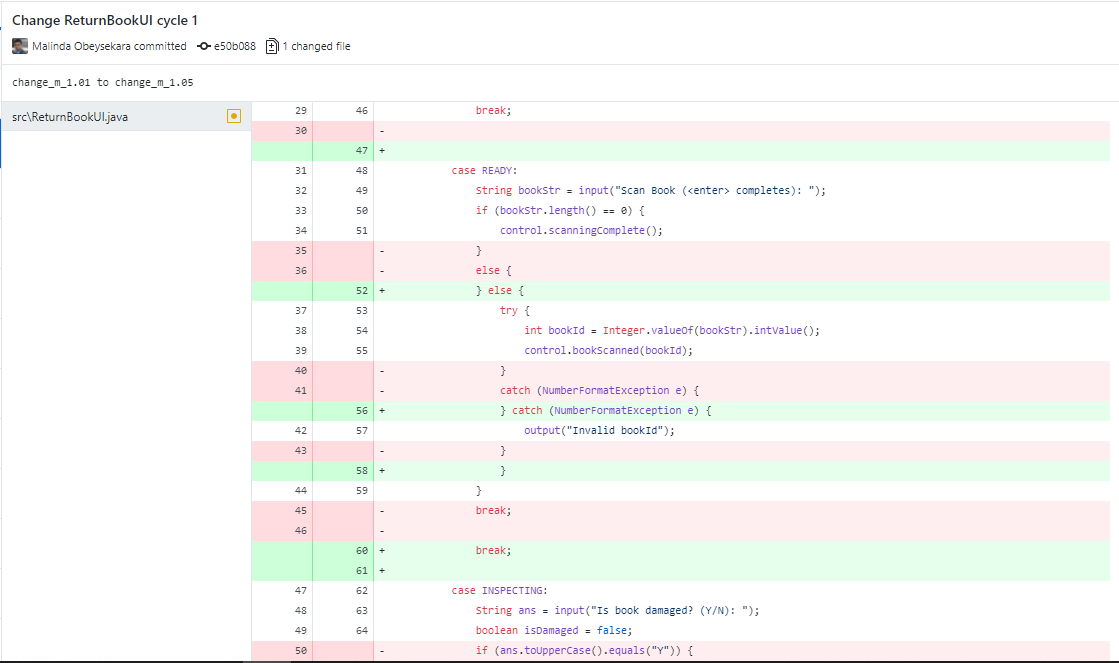 Change ReturnBookUI cycle 1
Malinda Obeysekara committed e50b088 1 changed file
change_m_1.01 to change_m_1.05
src\ReturnBookUI.java
29 46 break;
30 -
47 +
31 48 case READY:
32 49 String bookStr = input("Scan Book (<enter> completes): ");
33 50 if (bookStr.length() == 0) {
34 51 control.scanningComplete();
35 - }
36 - else {
52 + } else {
37 53 try {
38 54 int bookId = Integer.valueOf(bookStr).intValue();
39 55 control.bookScanned(bookId);
40 - }
41 - catch (NumberFormatException e) {
56 + } catch (NumberFormatException e) {
42 57 output("Invalid bookId");
43 - }
58 + }
44 59 }
45 - break;
46 -
60 + break;
61 +
47 62 case INSPECTING:
48 63 String ans = input("Is book damaged? (Y/N): ");
49 64 boolean isDamaged = false;
50 - if (ans.toUpperCase().equals("Y")) {